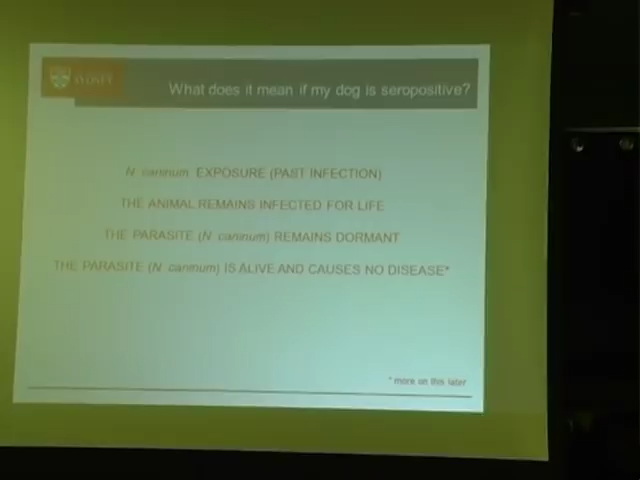 SYDNEY
What does it mean if my dog is seropositive?
N. caninum EXPOSURE (PAST INFECTION)
THE ANIMAL REMAINS INFECTED FOR LIFE
THE PARASITE (N. caninum) REMAINS DORMANT
THE PARASITE (N. caninum) IS ALIVE AND CAUSES NO DISEASE*
* more on this later